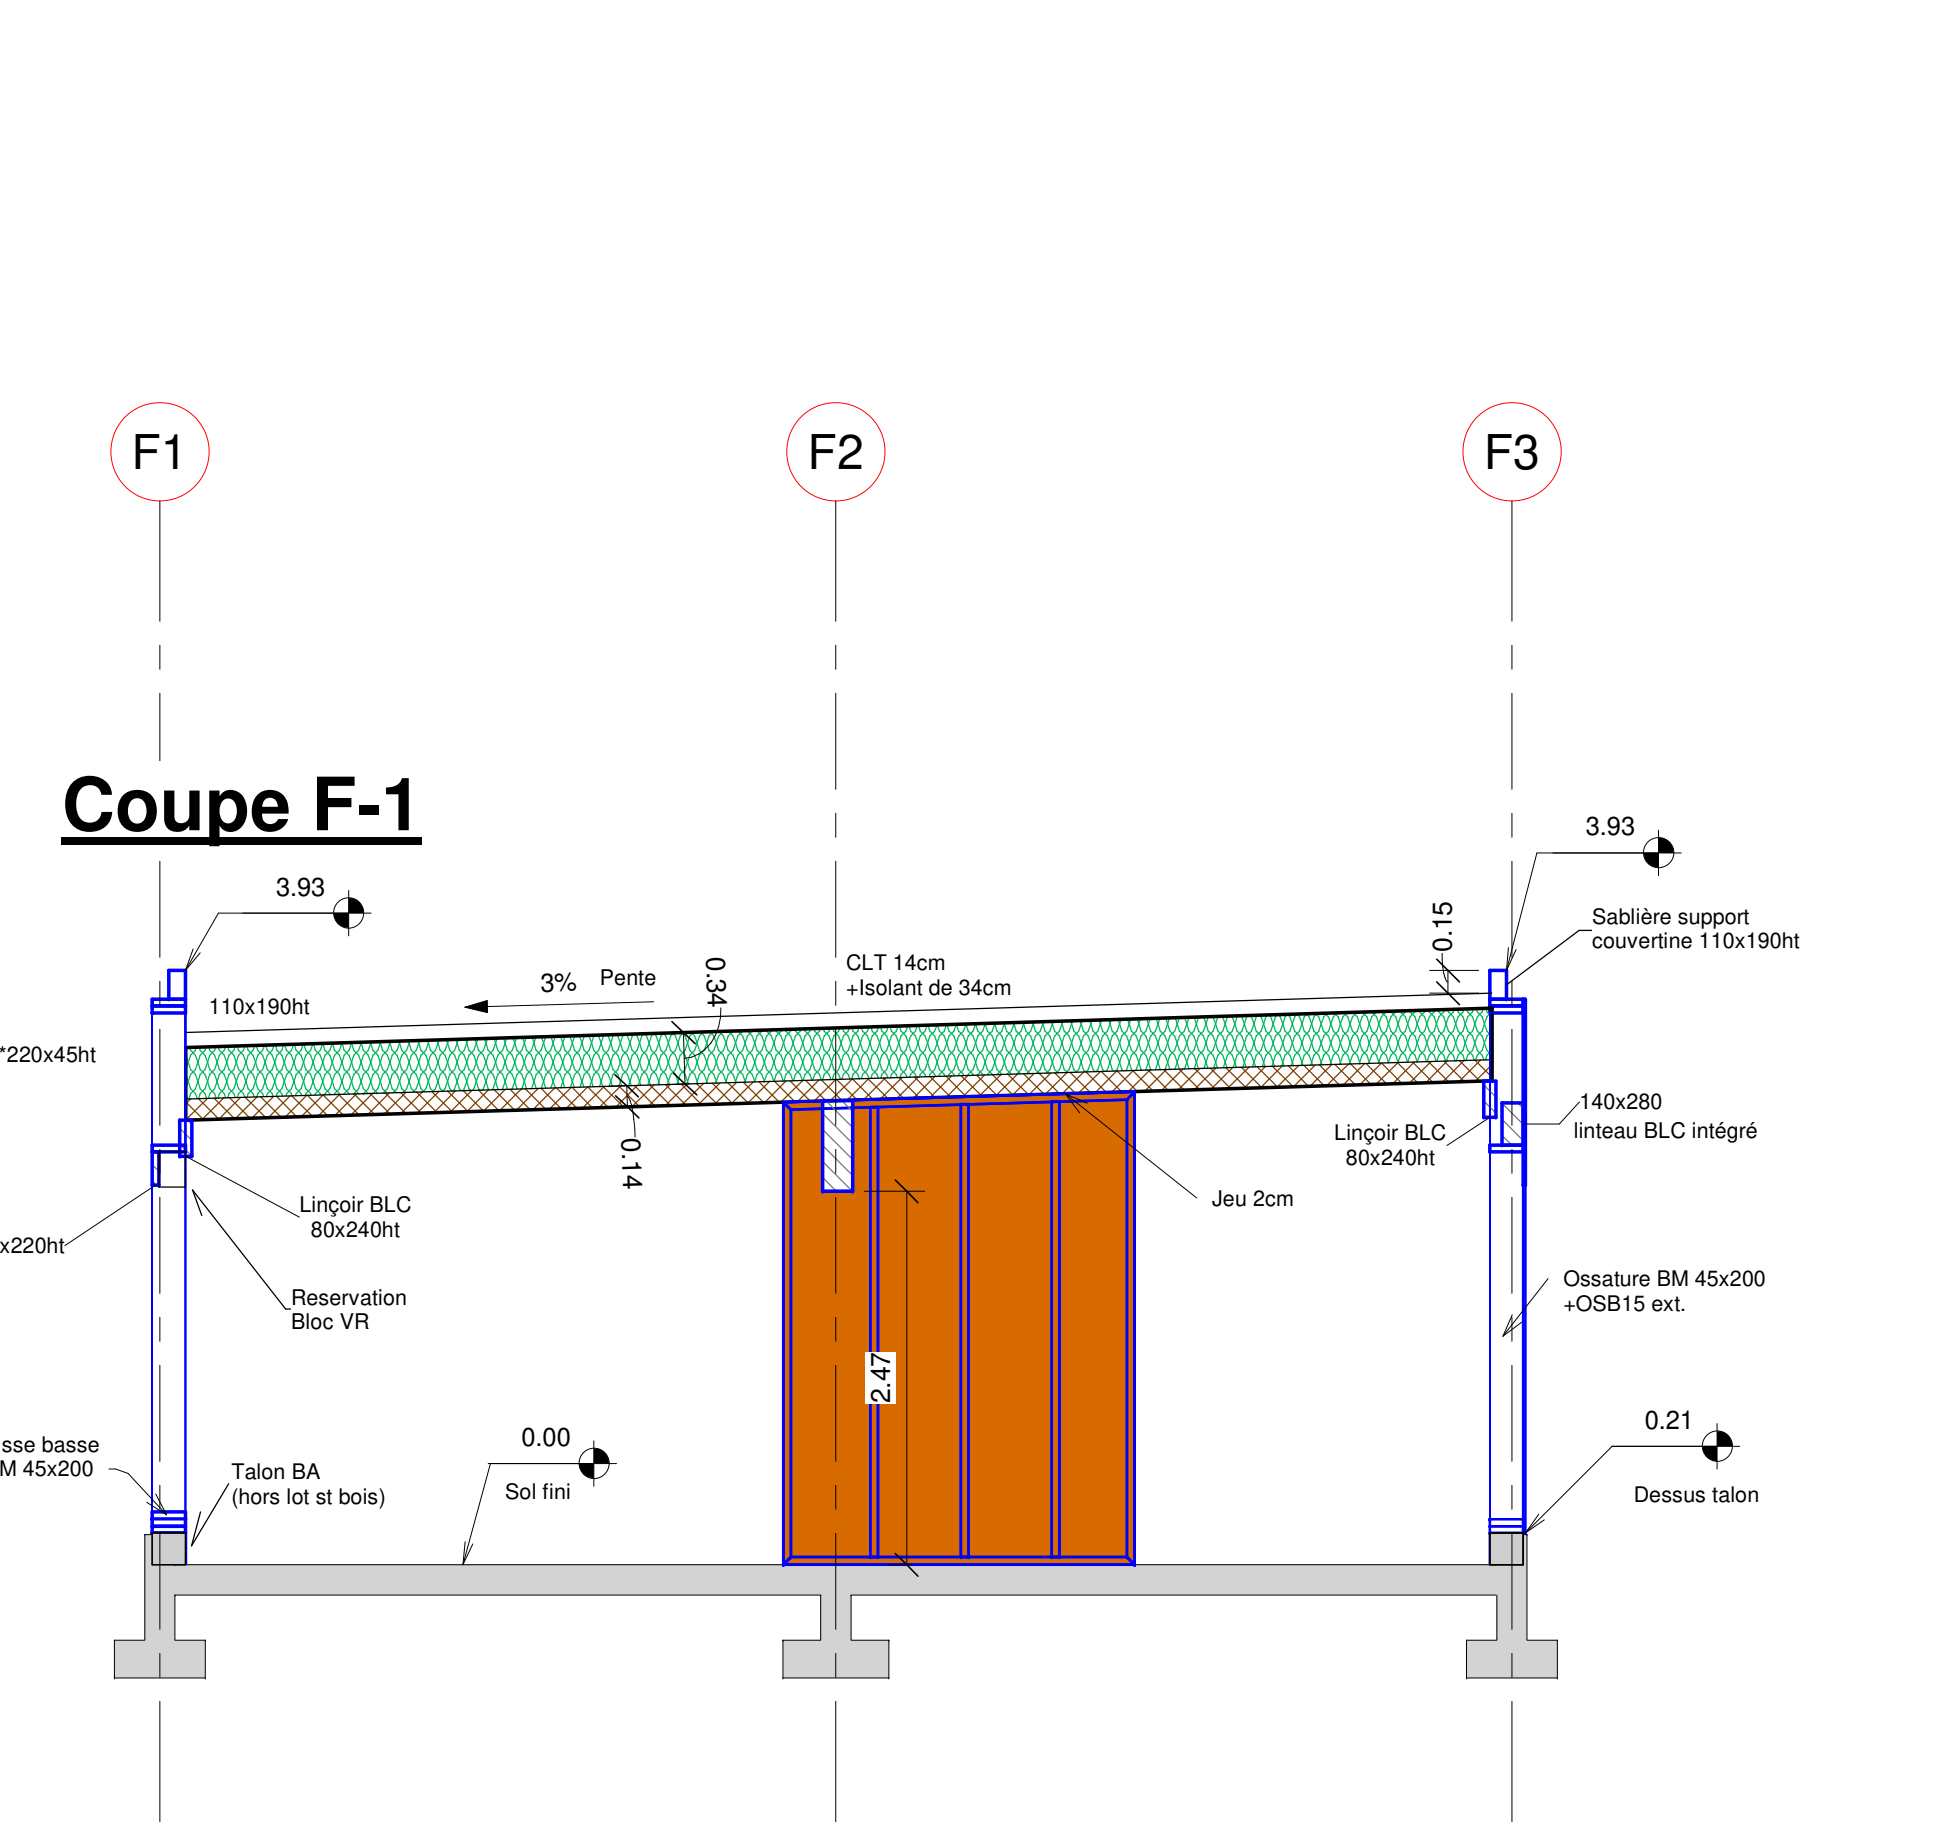 F1
F2
F3
Coupe F-1
3.93
3.93
0.15
Sablière support
couvertine 110x190ht
3%
Pente
0.34
CLT 14cm
+Isolant de 34cm
110x190ht
*220x45ht
0.14
140x280
linteau BLC intégré
Linçoir BLC
80x240ht
Jeu 2cm
Linçoir BLC
80x240ht
x220ht
Reservation
Bloc VR
Ossature BM 45x200
+OSB15 ext.
2.47
0.00
Sol fini
0.21
Dessus talon
sse basse
M 45x200
Talon BA
(hors lot st bois)